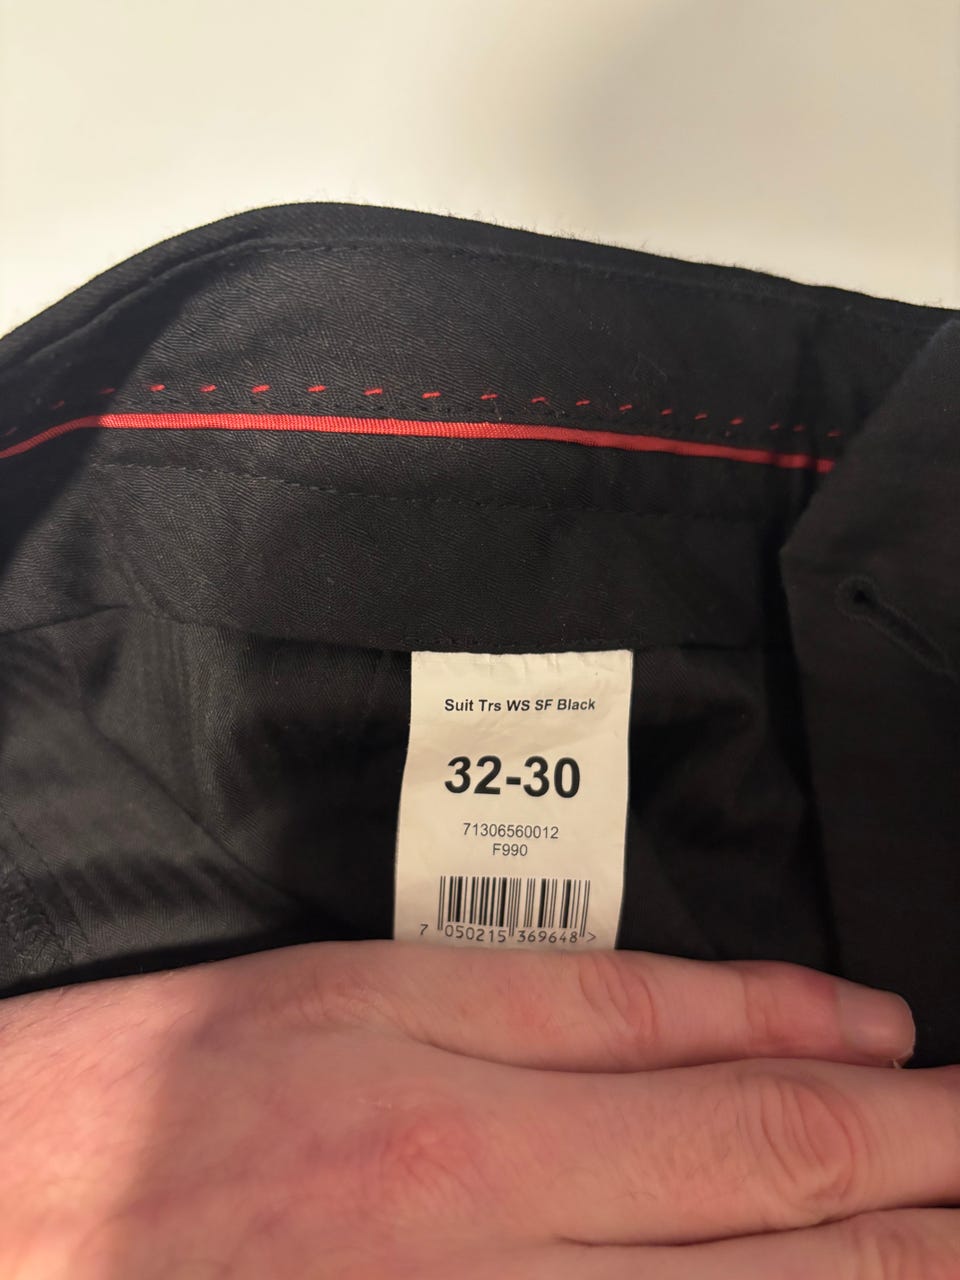 Suit Trs WS SF Black
32-30
71306560012
F990
7 050215 369648 >